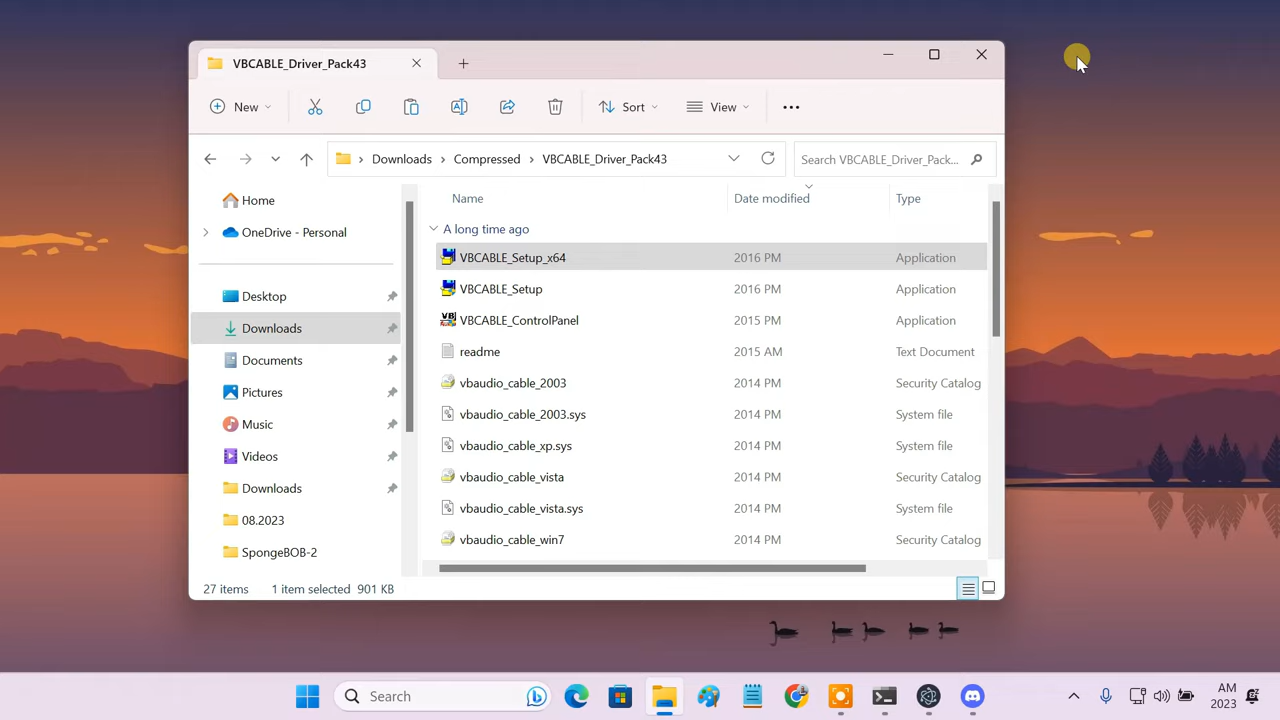 VBCABLE_Driver_Pack43
New
Sort
View
Downloads
Compressed
VBCABLE_Driver_Pack43
Search VBCABLE_Driver_Pack...
Home
OneDrive - Personal
Desktop
Downloads
Documents
Pictures
Music
Videos
Downloads
08.2023
SpongeBOB-2
Name Date modified Type
A long time ago
VBCABLE_Setup_x64 2016 PM Application
VBCABLE_Setup 2016 PM Application
VBCABLE_ControlPanel 2015 PM Application
readme 2015 AM Text Document
vbaudio_cable_2003 2014 PM Security Catalog
vbaudio_cable_2003.sys 2014 PM System file
vbaudio_cable_xp.sys 2014 PM System file
vbaudio_cable_vista 2014 PM Security Catalog
vbaudio_cable_vista.sys 2014 PM System file
vbaudio_cable_win7 2014 PM Security Catalog
27 items 1 item selected 901 KB
Search
AM
2023